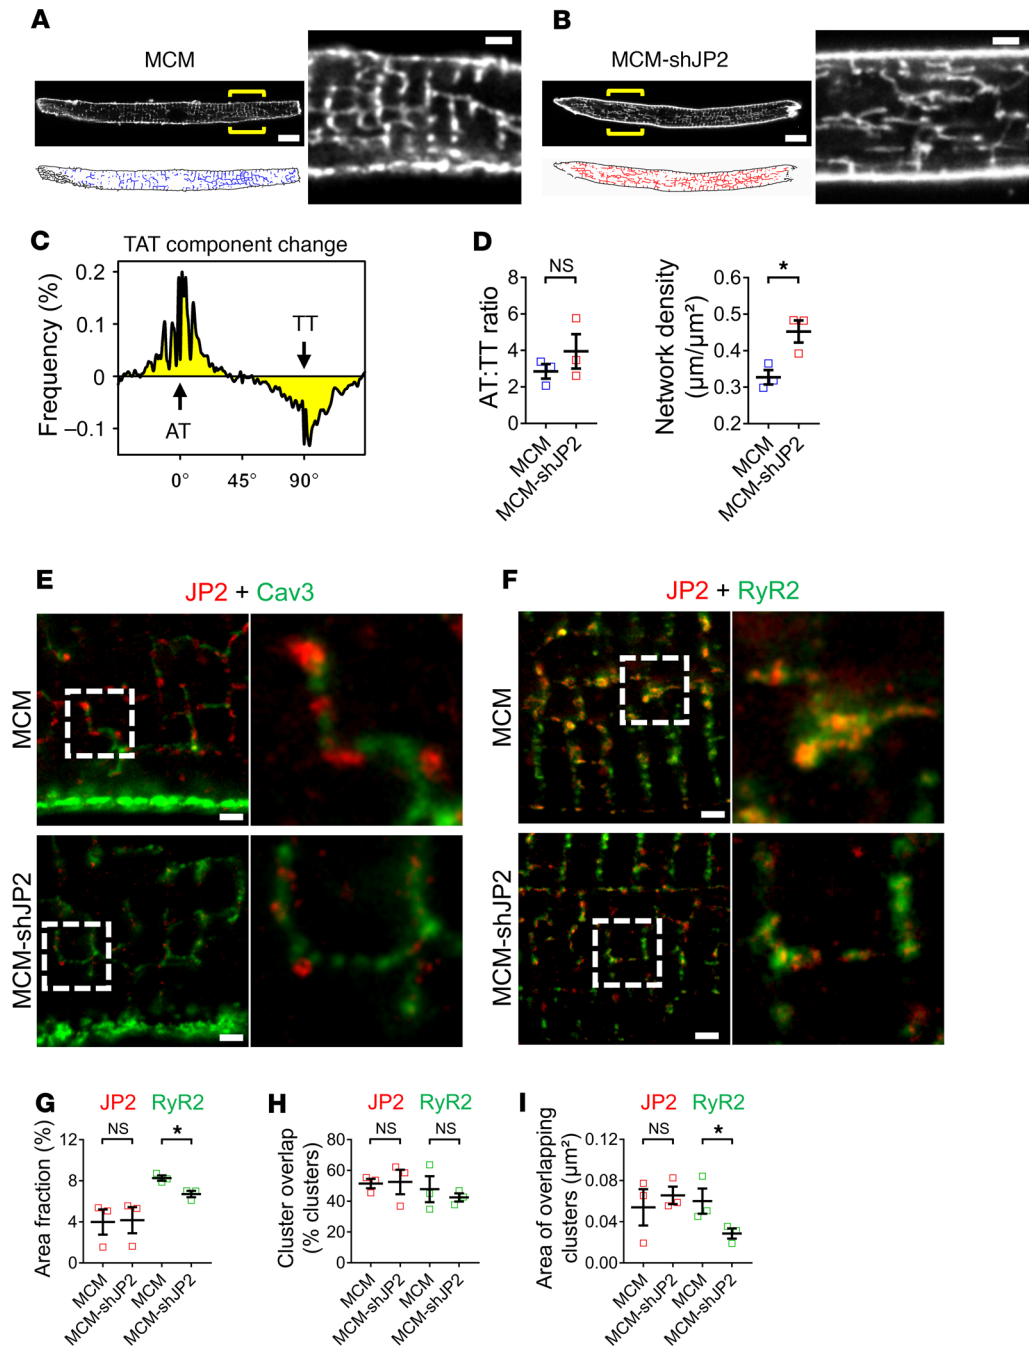 A
MCM
B
MCM-shJP2
C
TAT component change
Frequency (%)
0.2
0.1
0
–0.1
TT
AT
0°
45°
90°
D
AT:TT ratio
8
6
4
2
0
NS
MCM
MCM-shJP2
Network density
(µm/µm²)
0.6
0.5
0.4
0.3
0.2
*
MCM
MCM-shJP2
E
JP2 + Cav3
MCM
MCM-shJP2
F
JP2 + RyR2
MCM
MCM-shJP2
G
JP2 RyR2
Area fraction (%)
12
8
4
0
NS
*
MCM
MCM-shJP2
MCM
MCM-shJP2
H
JP2 RyR2
Cluster overlap
(% clusters)
80
60
40
20
0
NS
NS
MCM
MCM-shJP2
MCM
MCM-shJP2
I
JP2 RyR2
Area of overlapping
clusters (µm²)
0.12
0.08
0.04
0.00
NS
*
MCM
MCM-shJP2
MCM
MCM-shJP2